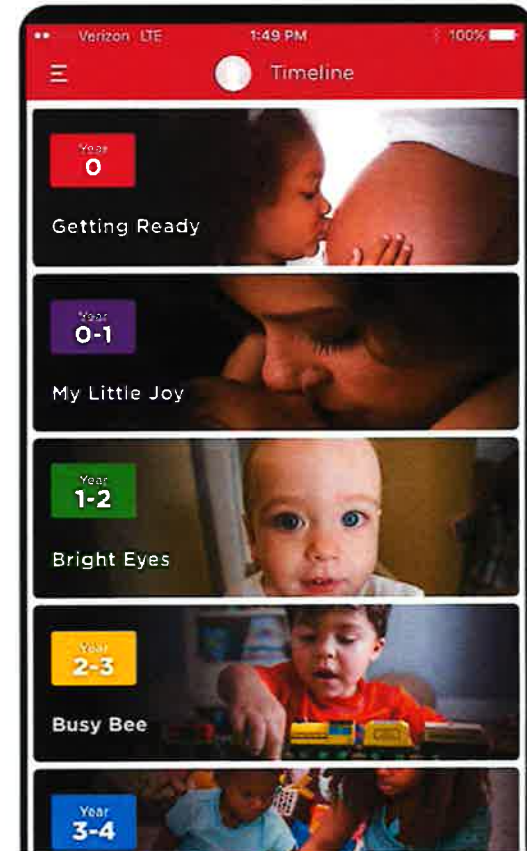 Verizon LTE 1:49 PM 100%
Timeline
Year
0
Getting Ready
Year
0-1
My Little Joy
Year
1-2
Bright Eyes
Year
2-3
Busy Bee
Year
3-4